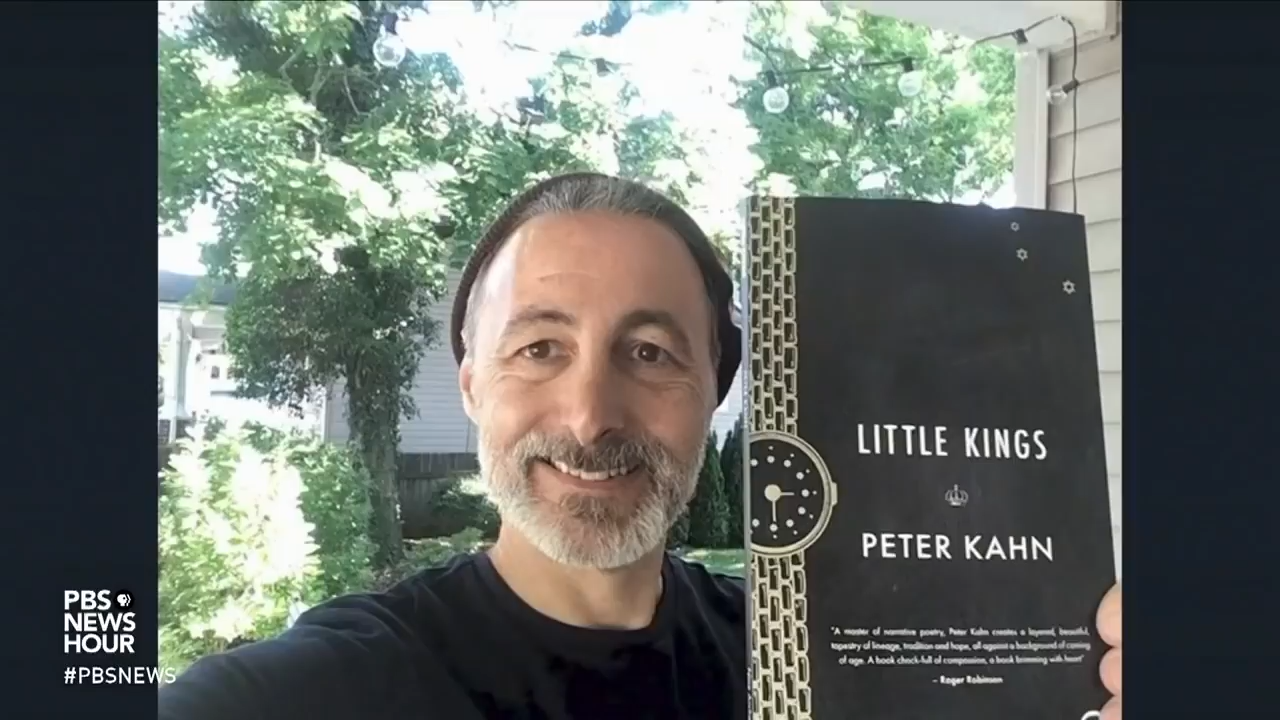 LITTLE KINGS
PETER KAHN
"A master of narrative poetry, Peter Kahn creates a layered, beautiful,
tapestry of lineage, tradition and hope, all against a background of coming
of age. A book chock-full of compassion, a book brimming with heart"
– Roger Robinson
PBS
NEWS
HOUR
#PBSNEWS